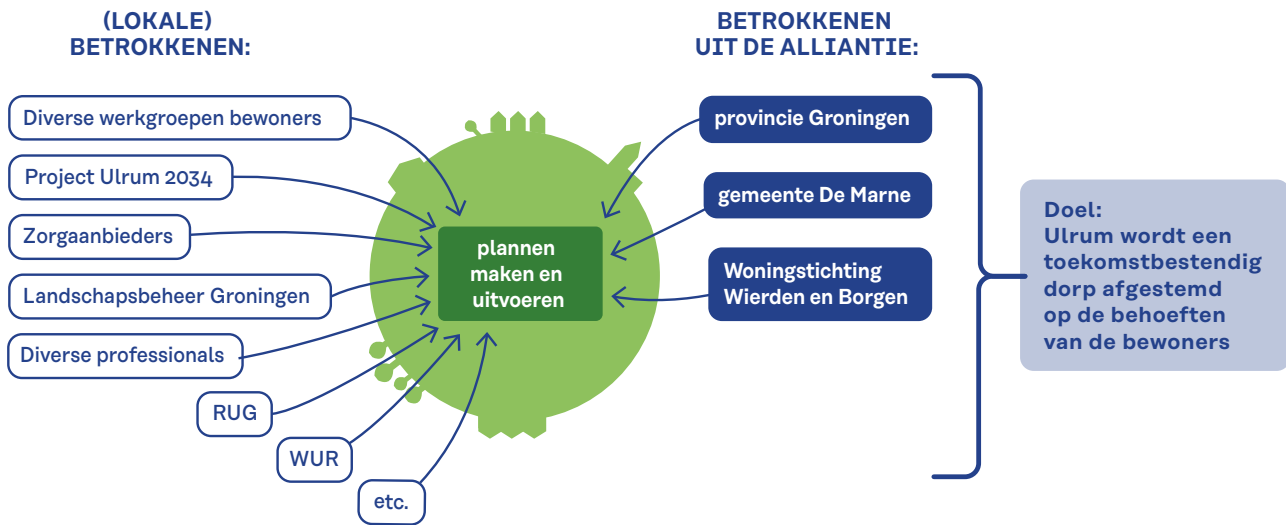 (LOKALE)
BETROKKENEN:
Diverse werkgroepen bewoners
Project Ulrum 2034
Zorgaanbieders
Landschapsbeheer Groningen
Diverse professionals
RUG
WUR
etc.
plannen
maken en
uitvoeren
BETROKKENEN
UIT DE ALLIANTIE:
provincie Groningen
gemeente De Marne
Woningstichting
Wierden en Borgen
Doel:
Ulrum wordt een
toekomstbestendig
dorp afgestemd
op de behoeften
van de bewoners